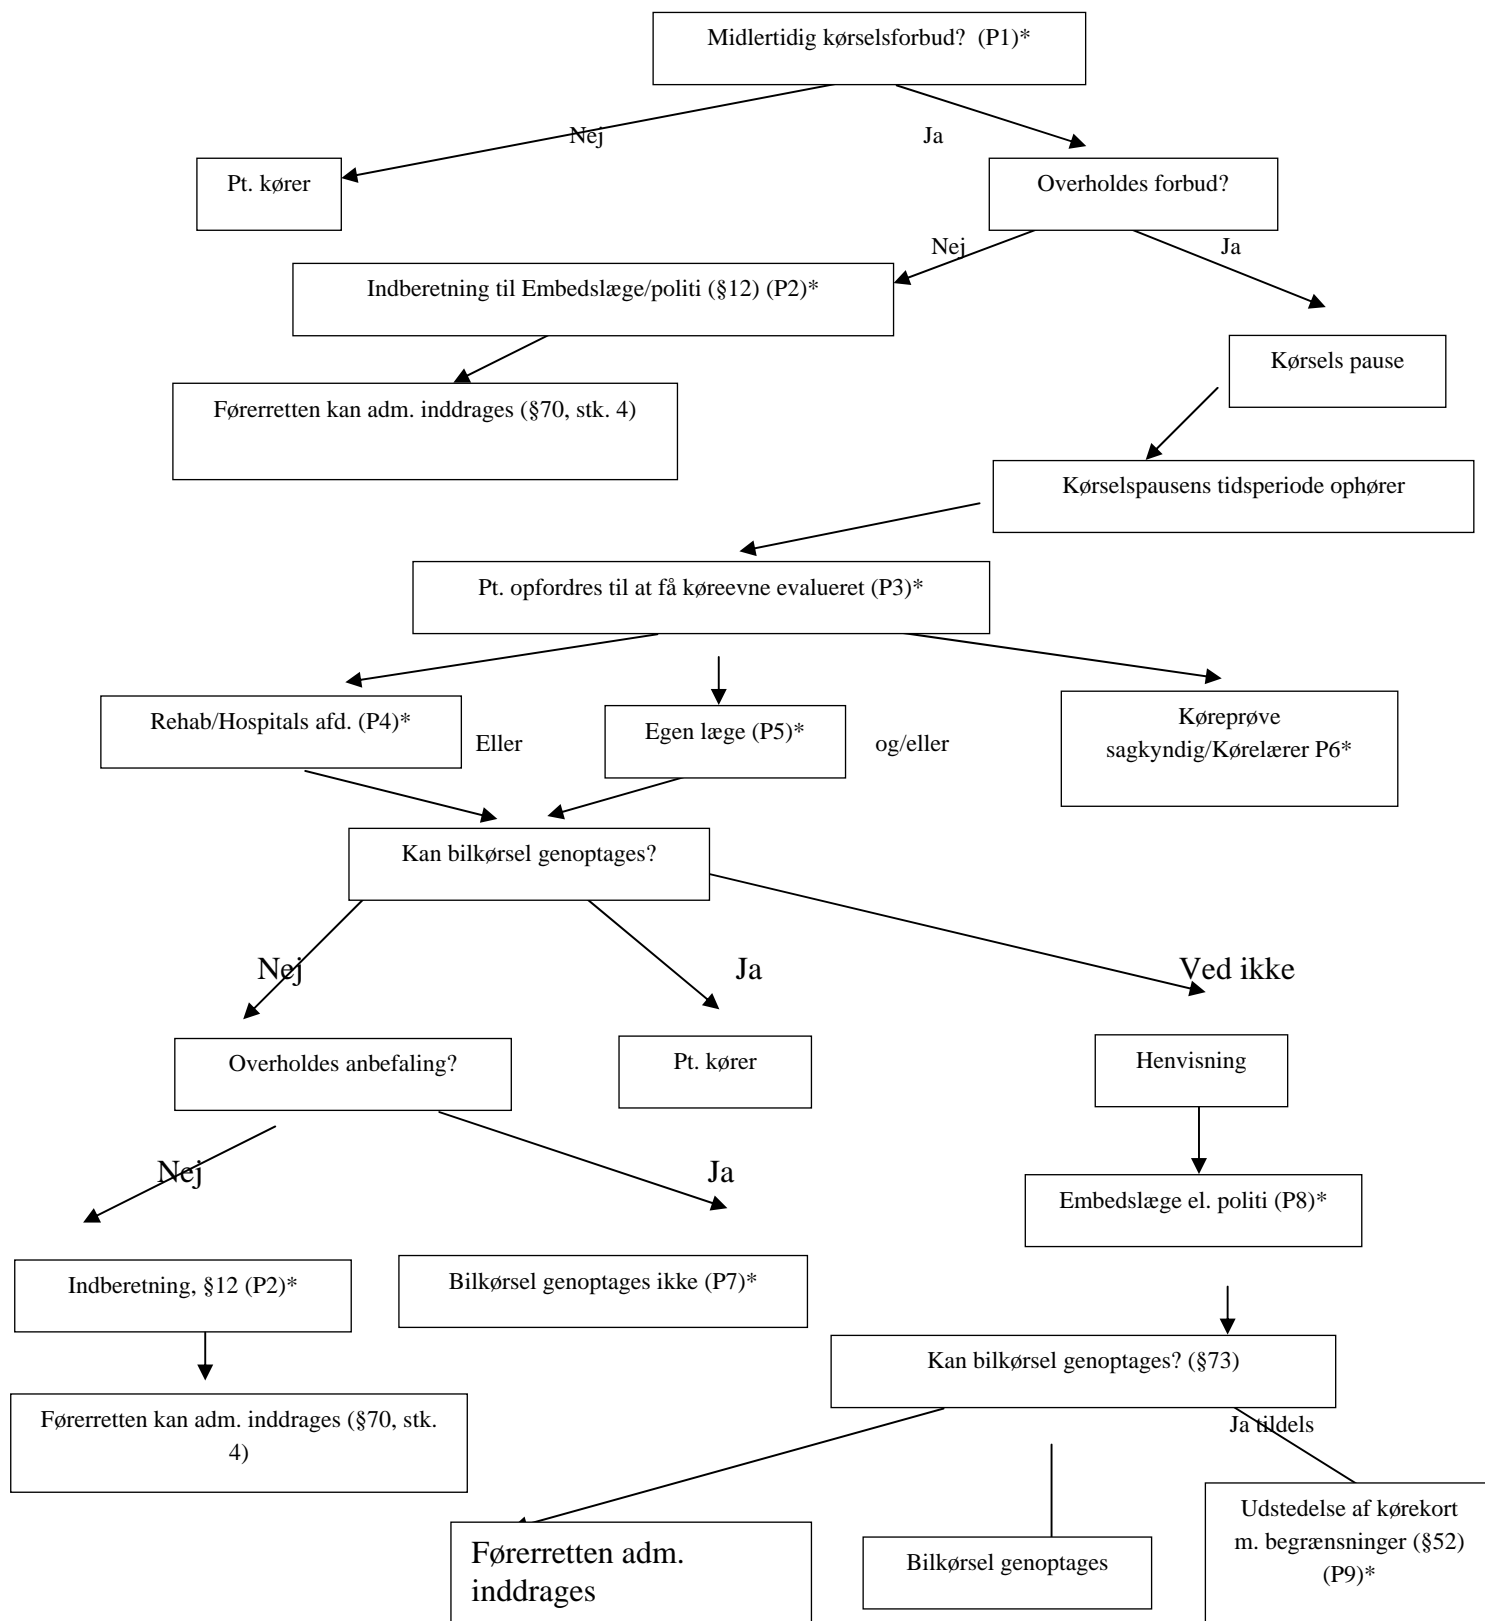 Midlertidig kørselsforbud?  (P1)*
Nej
Ja
Pt. kører
Overholdes forbud?
Nej
Ja
Indberetning til Embedslæge/politi (§12) (P2)*
Kørsels pause
Førerretten kan adm. inddrages (§70, stk. 4)
Kørselspausens tidsperiode ophører
Pt. opfordres til at få køreevne evalueret (P3)*
Rehab/Hospitals afd. (P4)*
Eller
Egen læge (P5)*
og/eller
Køreprøve
sagkyndig/Kørelærer P6*
Kan bilkørsel genoptages?
Nej
Ja
Ved ikke
Overholdes anbefaling?
Pt. kører
Henvisning
Nej
Ja
Embedslæge el. politi (P8)*
Indberetning, §12 (P2)*
Bilkørsel genoptages ikke (P7)*
Kan bilkørsel genoptages? (§73)
Førerretten kan adm. inddrages (§70, stk.
4)
Ja tildels
Førerretten adm.
inddrages
Bilkørsel genoptages
Udstedelse af kørekort
m. begrænsninger (§52)
(P9)*